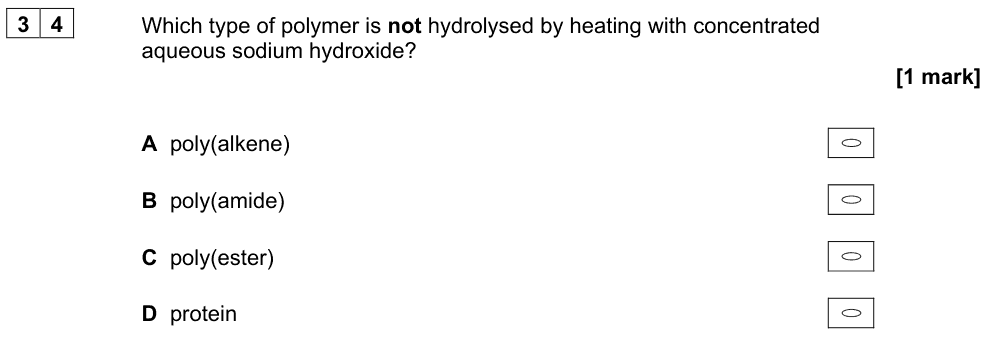 3 4 Which type of polymer is not hydrolysed by heating with concentrated
aqueous sodium hydroxide?
[1 mark]
A poly(alkene)
B poly(amide)
C poly(ester)
D protein